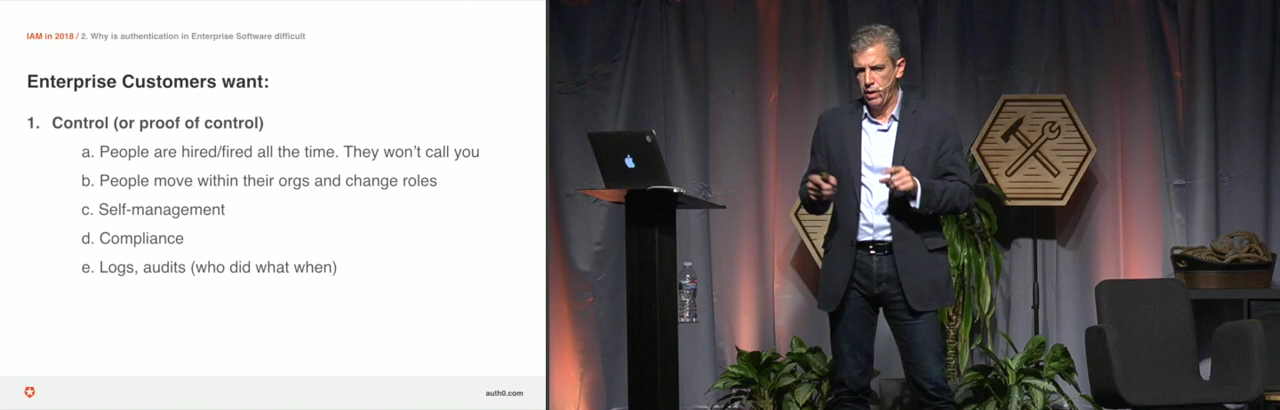 IAM in 2018 / 2. Why is authentication in Enterprise Software difficult
Enterprise Customers want:
1. Control (or proof of control)
a. People are hired/fired all the time. They won’t call you
b. People move within their orgs and change roles
c. Self-management
d. Compliance
e. Logs, audits (who did what when)
auth0.com